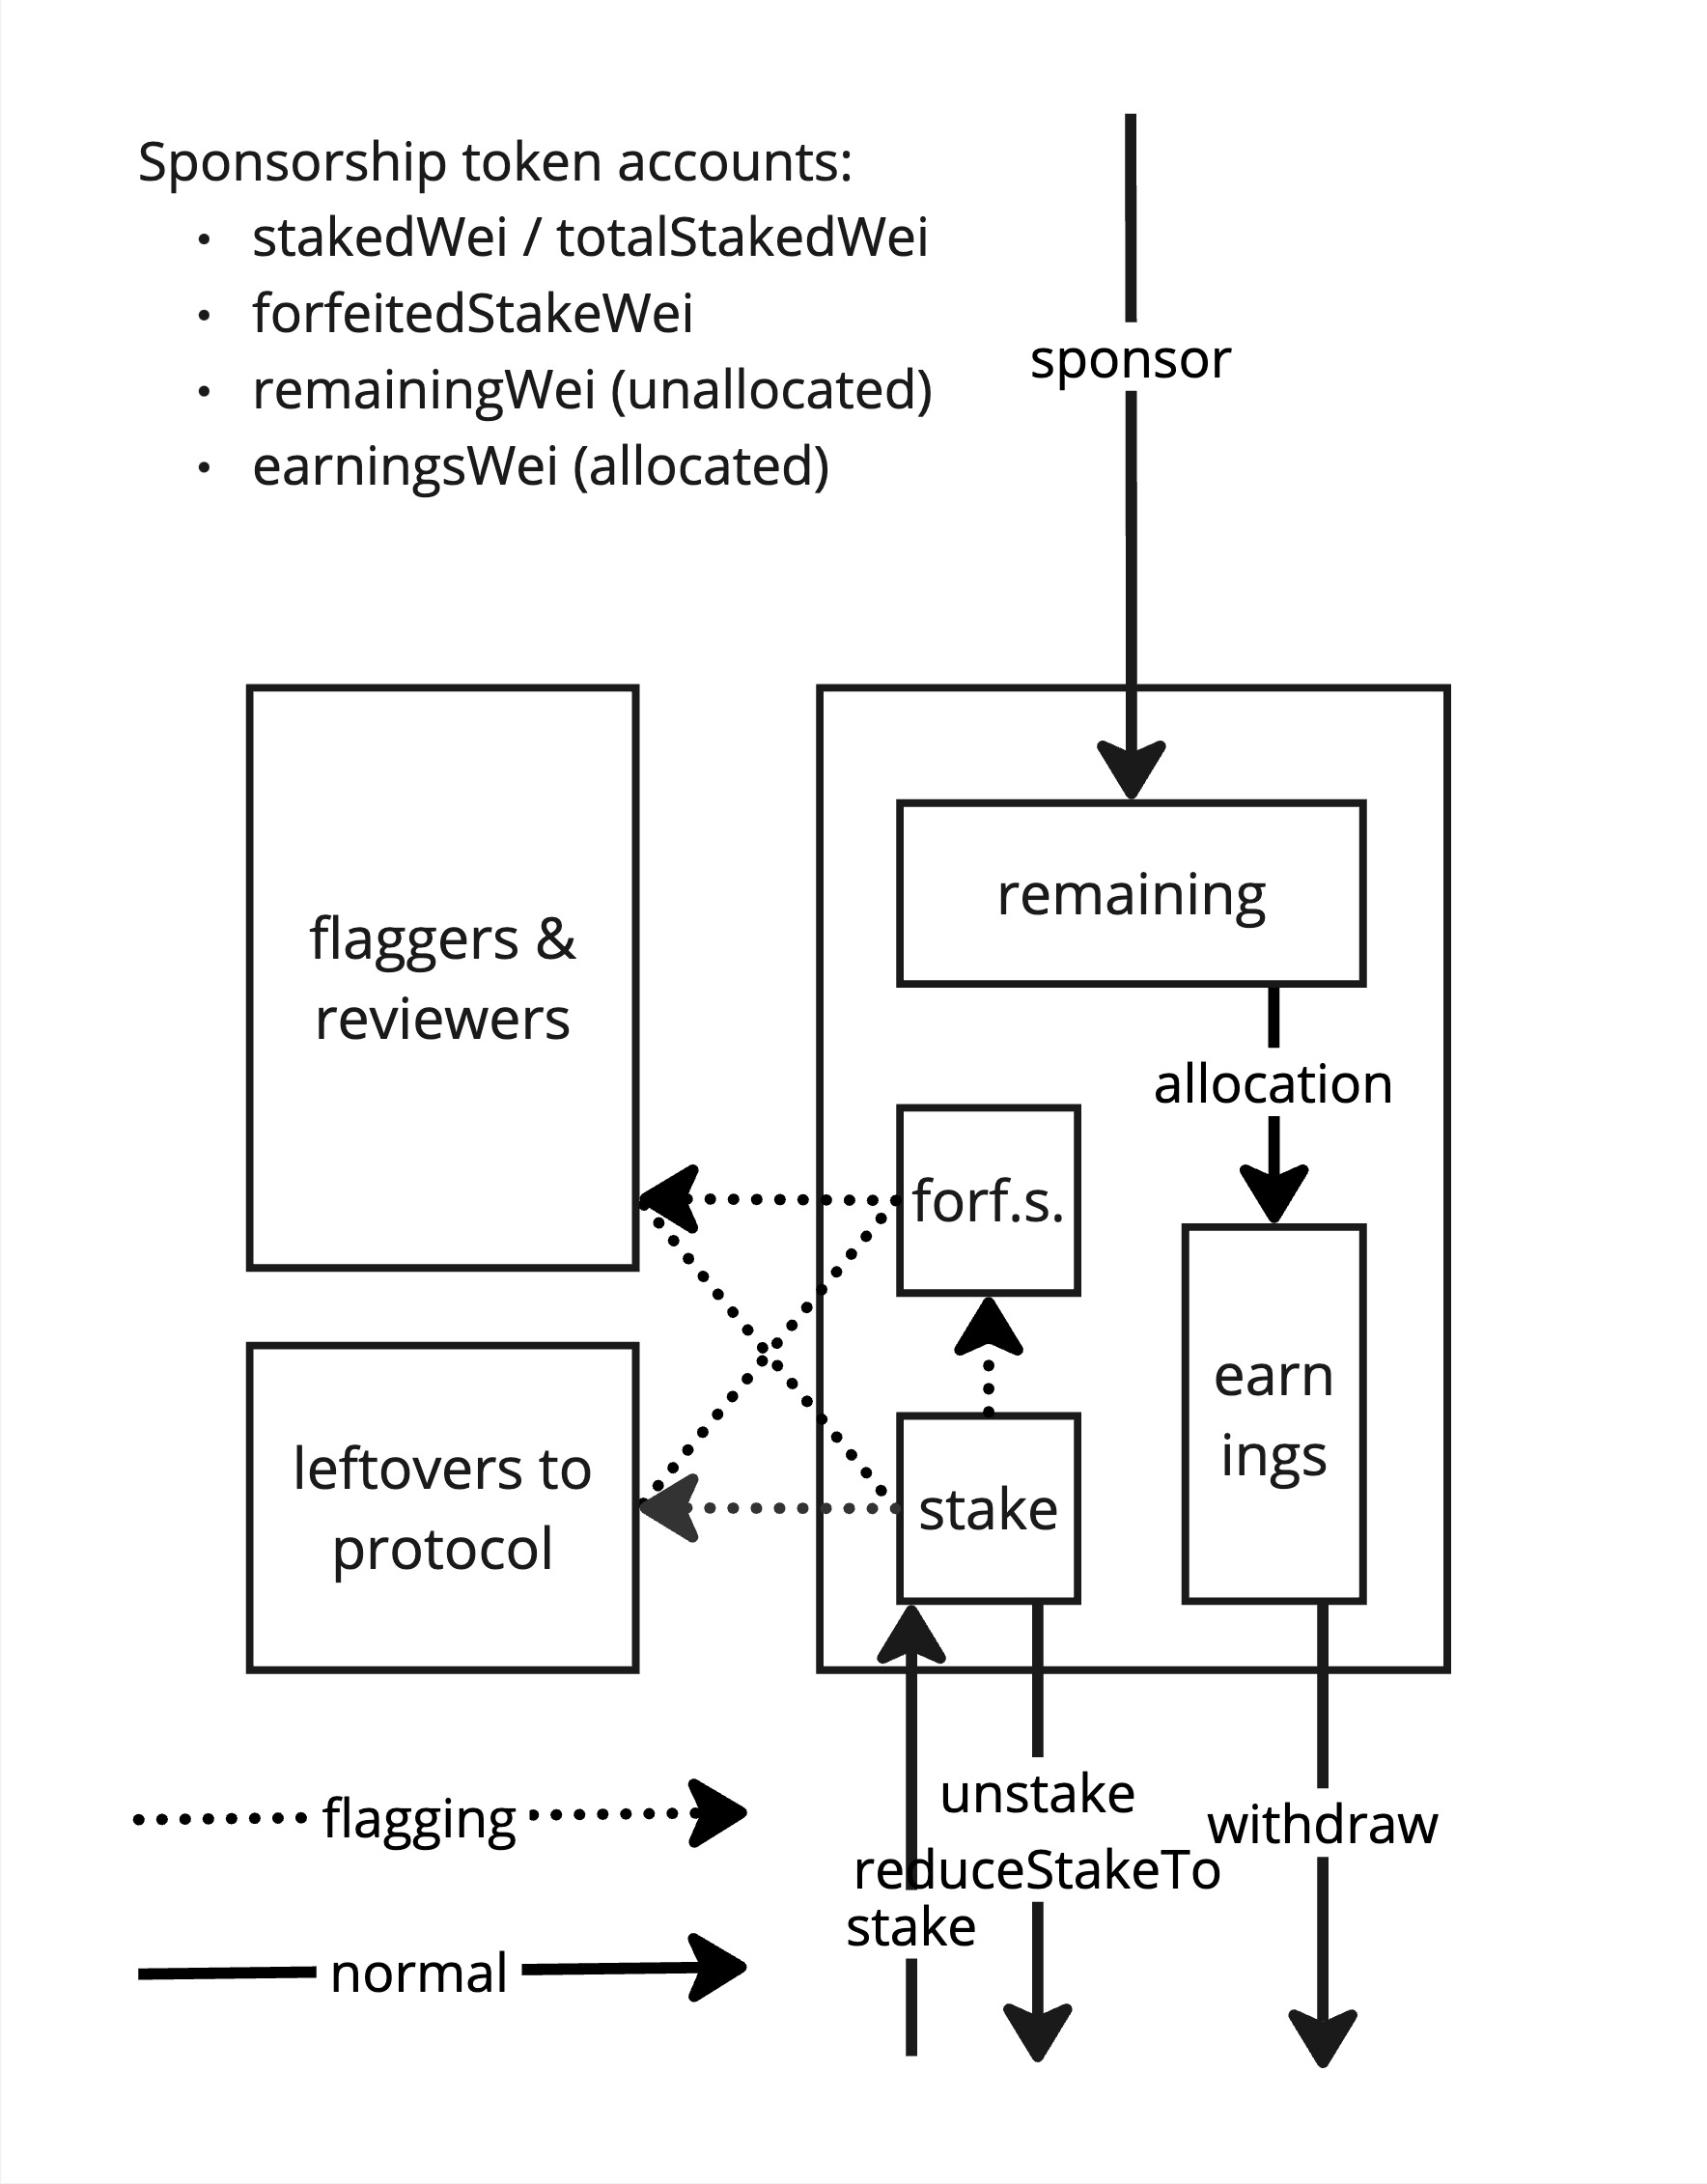 Sponsorship token accounts:
• stakedWei / totalStakedWei
• forfeitedStakeWei
• remainingWei (unallocated)
• earningsWei (allocated)
sponsor
remaining
flaggers &
reviewers
allocation
forf.s.
earn
ings
leftovers to
protocol
stake
unstake
reduceStakeTo
withdraw
stake
flagging
normal